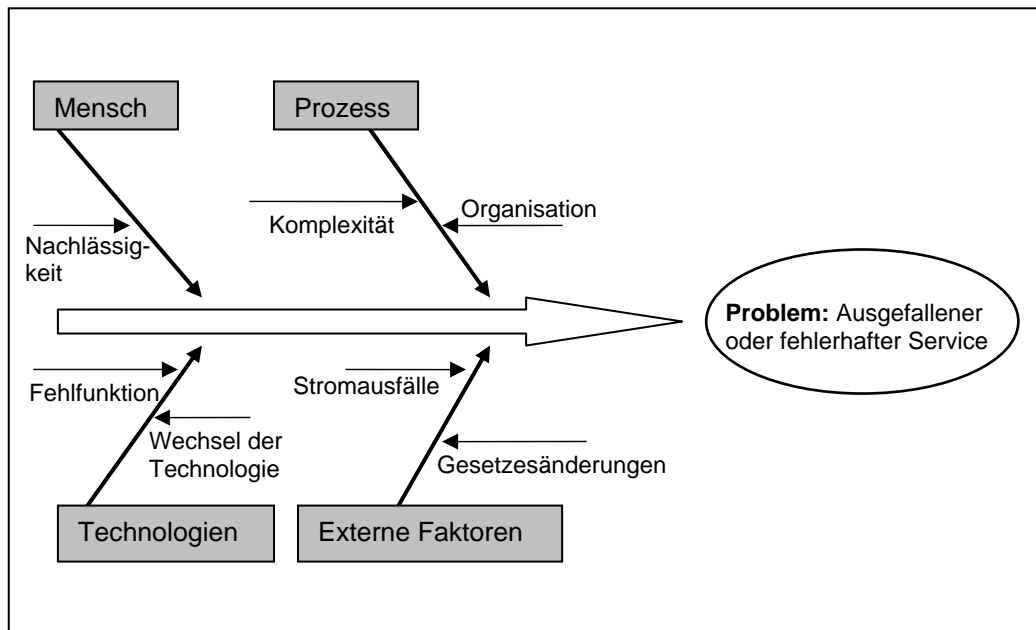 Mensch
Prozess
Komplexität
Organisation
Nachlässig-
keit
Problem: Ausgefallener
oder fehlerhafter Service
Fehlfunktion
Stromausfälle
Wechsel der
Technologie
Gesetzesänderungen
Technologien
Externe Faktoren